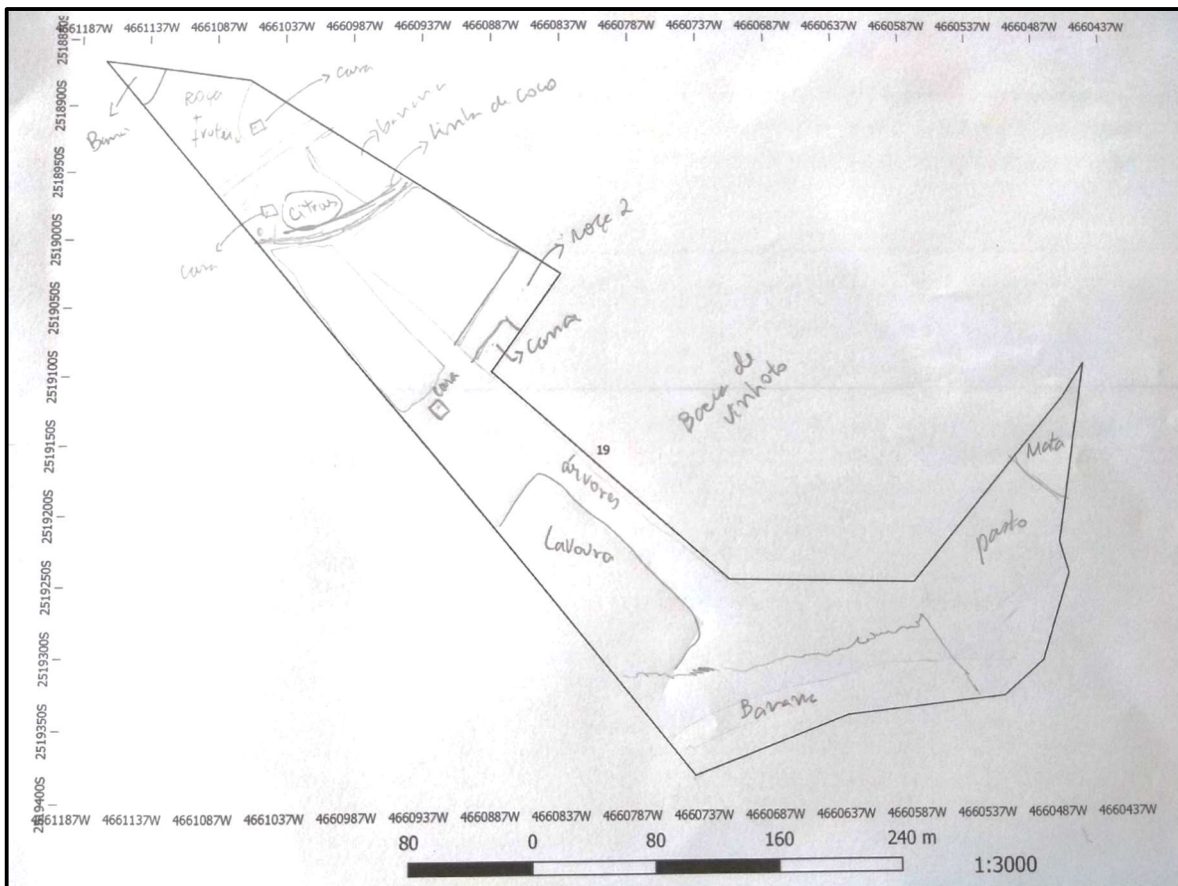 4661187W 4661137W 4661087W 4661037W 4660987W 4660937W 4660887W 4660837W 4660787W 4660737W 4660687W 4660637W 4660587W 4660537W 4660487W 4660437W
2518850S
2518900S
2518950S
2519000S
2519050S
2519100S
2519150S
2519200S
2519250S
2519300S
2519350S
2519400S
casa
Roça
+
frutas
banana
linha de coco
citrus
casa
roça 2
casa
Bacia de
vinhoto
19
árvores
Mata
pasto
Lavoura
Banana
4661187W 4661137W 4661087W 4661037W 4660987W 4660937W 4660887W 4660837W 4660787W 4660737W 4660687W 4660637W 4660587W 4660537W 4660487W 4660437W
80 0 80 160 240 m
1:3000